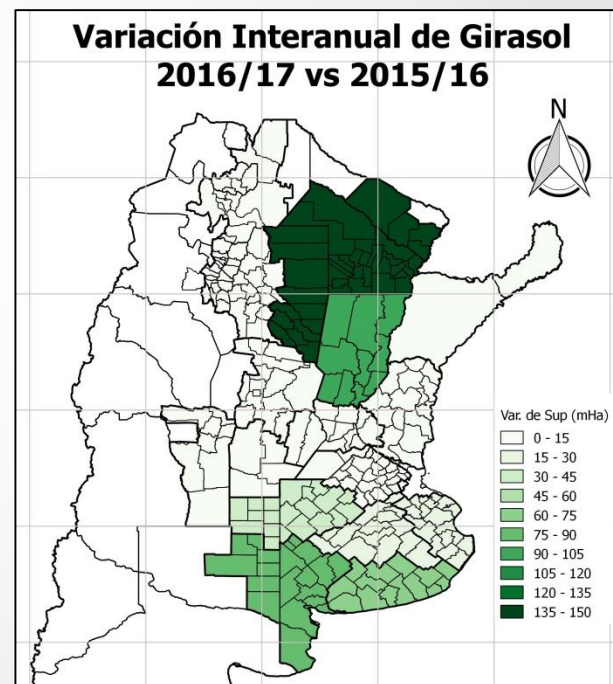 Variación Interanual de Girasol
2016/17 vs 2015/16
N
Var. de Sup (mHa)
0 - 15
15 - 30
30 - 45
45 - 60
60 - 75
75 - 90
90 - 105
105 - 120
120 - 135
135 - 150